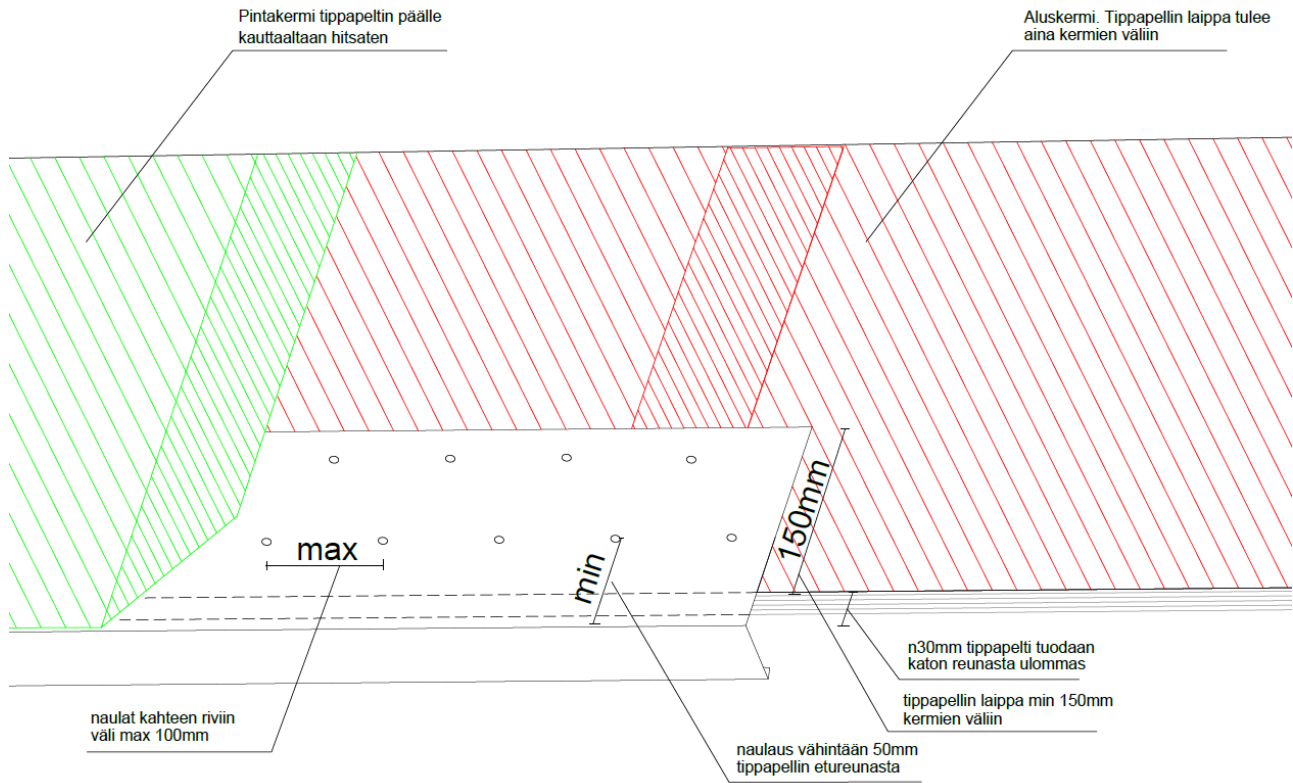 Pintakermi tippapeltin päälle
kauttaaltaan hitsaten
Aluskermi. Tippapellin laippa tulee
aina kermien väliin
max
min
150mm
n30mm tippapelti tuodaan
katon reunasta ulommas
tippapellin laippa min 150mm
kermien väliin
naulat kahteen riviin
väli max 100mm
naulaus vähintään 50mm
tippapellin etureunasta